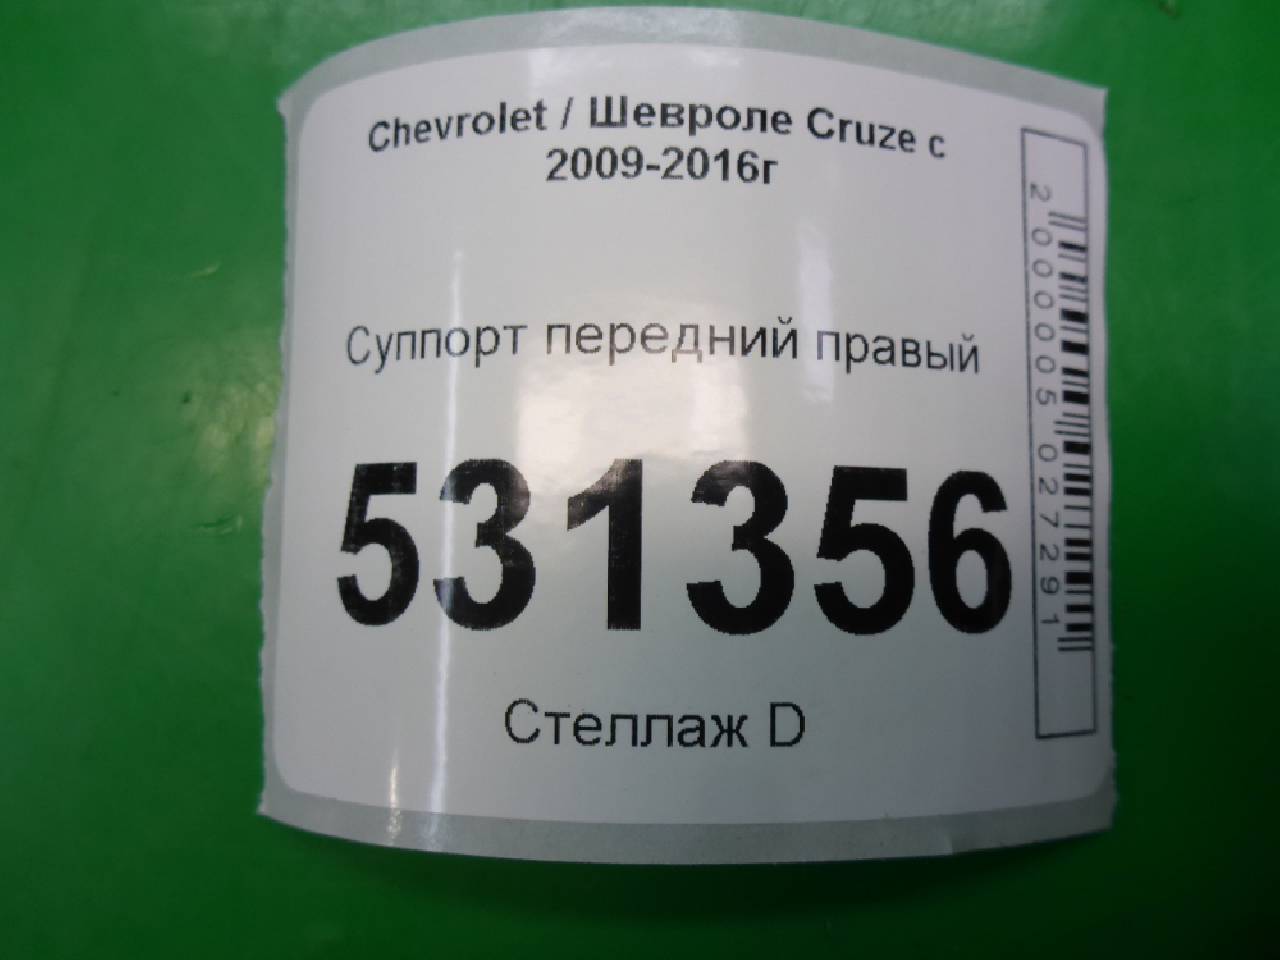 Chevrolet / Шевроле Cruze с
2009-2016г
Суппорт передний правый
531356
Стеллаж D
2000005027291